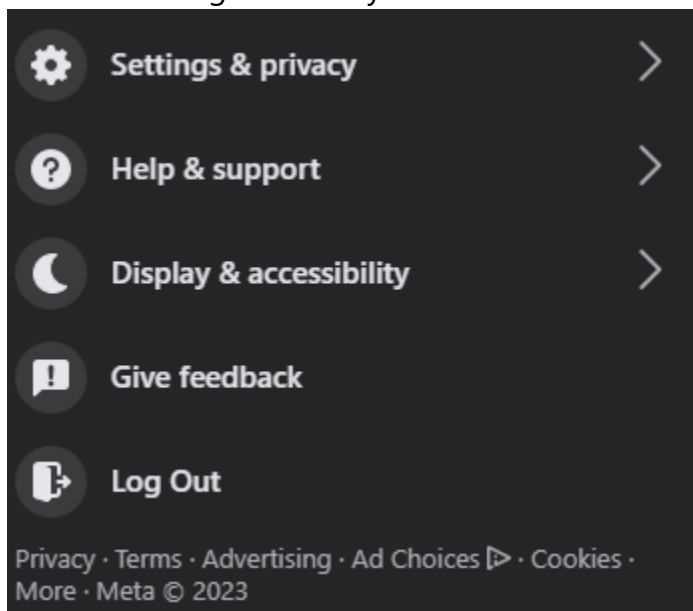 Settings & privacy
Help & support
Display & accessibility
Give feedback
Log Out
Privacy · Terms · Advertising · Ad Choices · Cookies ·
More · Meta © 2023